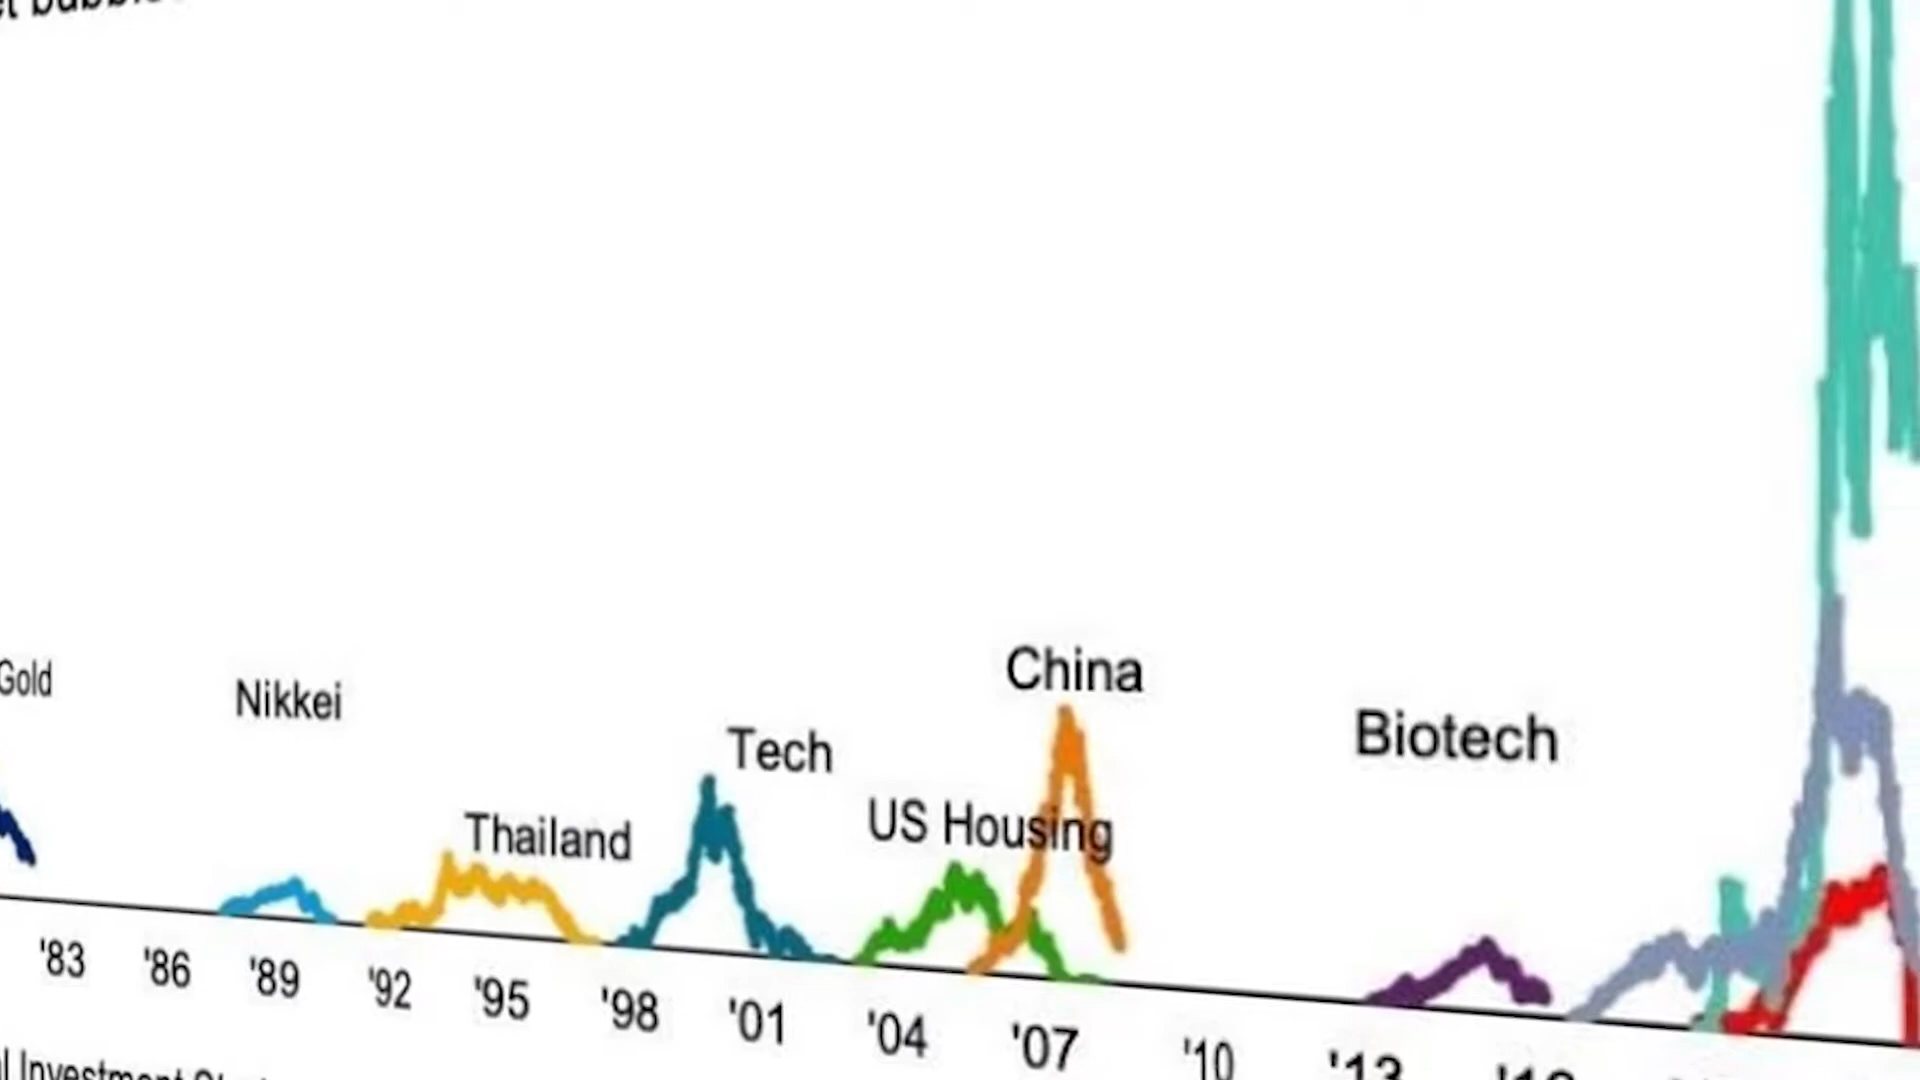 Gold
Nikkei
Thailand
Tech
US Housing
China
Biotech
'83 '86 '89 '92 '95 '98 '01 '04 '07 '10 '13
Investment